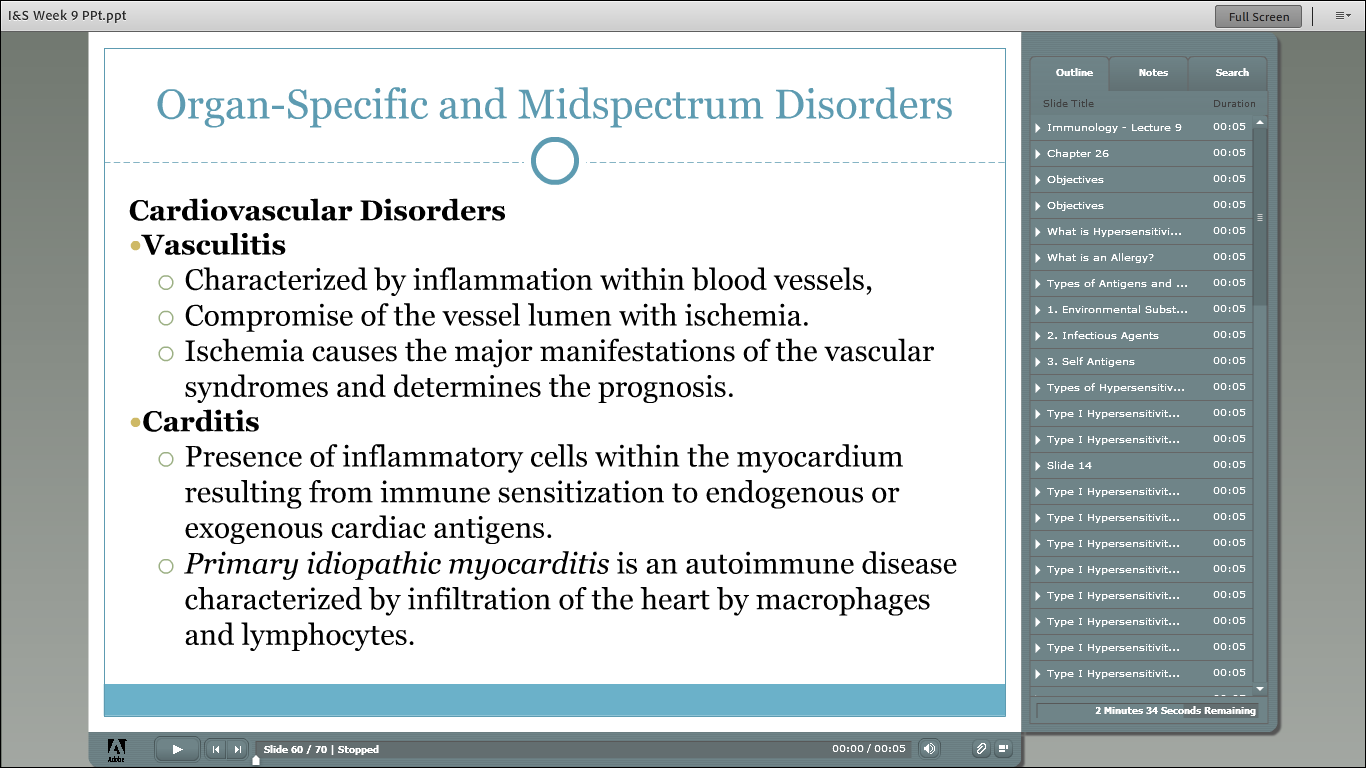 I&S Week 9 PPt.ppt
Full Screen
Organ-Specific and Midspectrum Disorders
Cardiovascular Disorders
•Vasculitis
○ Characterized by inflammation within blood vessels,
○ Compromise of the vessel lumen with ischemia.
○ Ischemia causes the major manifestations of the vascular
syndromes and determines the prognosis.
•Carditis
○ Presence of inflammatory cells within the myocardium
resulting from immune sensitization to endogenous or
exogenous cardiac antigens.
○ Primary idiopathic myocarditis is an autoimmune disease
characterized by infiltration of the heart by macrophages
and lymphocytes.
Outline Notes Search
Slide Title Duration
Immunology - Lecture 9 00:05
Chapter 26 00:05
Objectives 00:05
Objectives 00:05
What is Hypersensitivi... 00:05
What is an Allergy? 00:05
Types of Antigens and ... 00:05
1. Environmental Subst... 00:05
2. Infectious Agents 00:05
3. Self Antigens 00:05
Types of Hypersensitiv... 00:05
Type I Hypersensitivit... 00:05
Type I Hypersensitivit... 00:05
Slide 14 00:05
Type I Hypersensitivit... 00:05
Type I Hypersensitivit... 00:05
Type I Hypersensitivit... 00:05
Type I Hypersensitivit... 00:05
Type I Hypersensitivit... 00:05
Type I Hypersensitivit... 00:05
Type I Hypersensitivit... 00:05
Type I Hypersensitivit... 00:05
2 Minutes 34 Seconds Remaining
Adobe
Slide 60 / 70 | Stopped
00:00 / 00:05